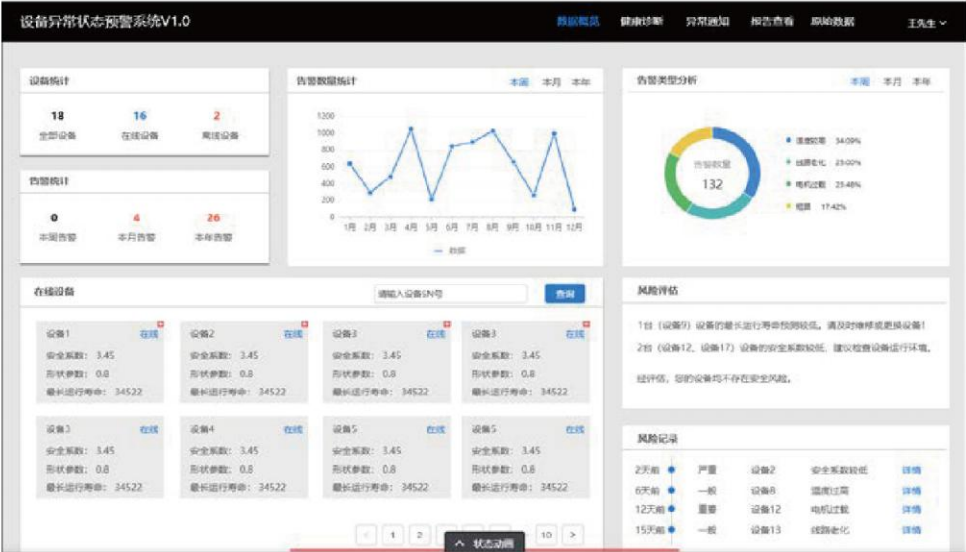 设备异常状态预警系统V1.0
数据概览 健康诊断 异常通知 报告查看 原始数据 王先生
设备统计
18 16 2
全部设备 在线设备 离线设备
告警统计
0 4 26
本周告警 本月告警 本年告警
告警数量统计 本周 本月 本年
1200
1000
800
600
400
200
0
1月 2月 3月 4月 5月 6月 7月 8月 9月 10月 11月 12月
数据
告警类型分析 本周 本月 本年
告警数量
132
温度较高 34.09%
线路老化 25.00%
电机过载 23.48%
短路 17.42%
在线设备 请输入设备SN号 查询
设备1 在线 设备2 在线 设备3 在线 设备3 在线
安全系数: 3.45 安全系数: 3.45 安全系数: 3.45 安全系数: 3.45
形状参数: 0.8 形状参数: 0.8 形状参数: 0.8 形状参数: 0.8
最长运行寿命: 34522 最长运行寿命: 34522 最长运行寿命: 34522 最长运行寿命: 34522
设备3 在线 设备4 在线 设备5 在线 设备5 在线
安全系数: 3.45 安全系数: 3.45 安全系数: 3.45 安全系数: 3.45
形状参数: 0.8 形状参数: 0.8 形状参数: 0.8 形状参数: 0.8
最长运行寿命: 34522 最长运行寿命: 34522 最长运行寿命: 34522 最长运行寿命: 34522
< 1 2 10 >
状态动画
风险评估
1台（设备9）设备的最长运行寿命预测较低。请及时维修或更换设备!
2台（设备12、设备17）设备的安全系数较低，建议检查设备运行环境。
经评估，您的设备均不存在安全风险。
风险记录
2天前 严重 设备2 安全系数较低 详情
6天前 一般 设备8 温度过高 详情
12天前 重要 设备12 电机过载 详情
15天前 一般 设备13 线路老化 详情